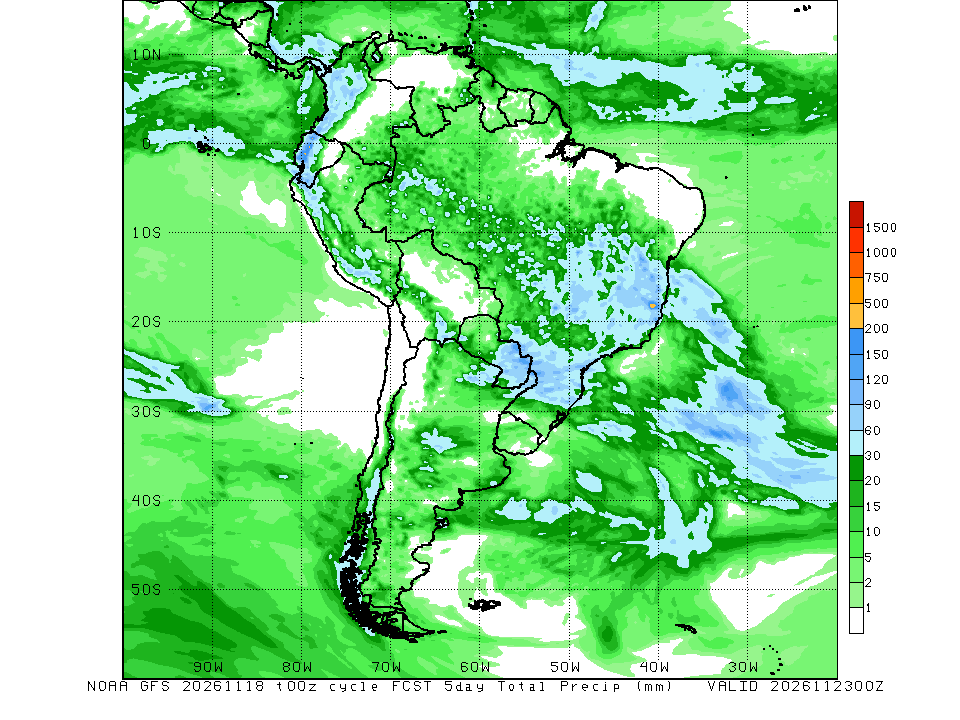 10N
0
10S
20S
30S
40S
50S
90W 80W 70W 60W 50W 40W 30W
1500
1000
750
500
200
150
120
90
60
30
20
15
10
5
2
1
NOAA GFS 20261118 t00z cycle FCST 5day Total Precip (mm) VALID 2026112300Z